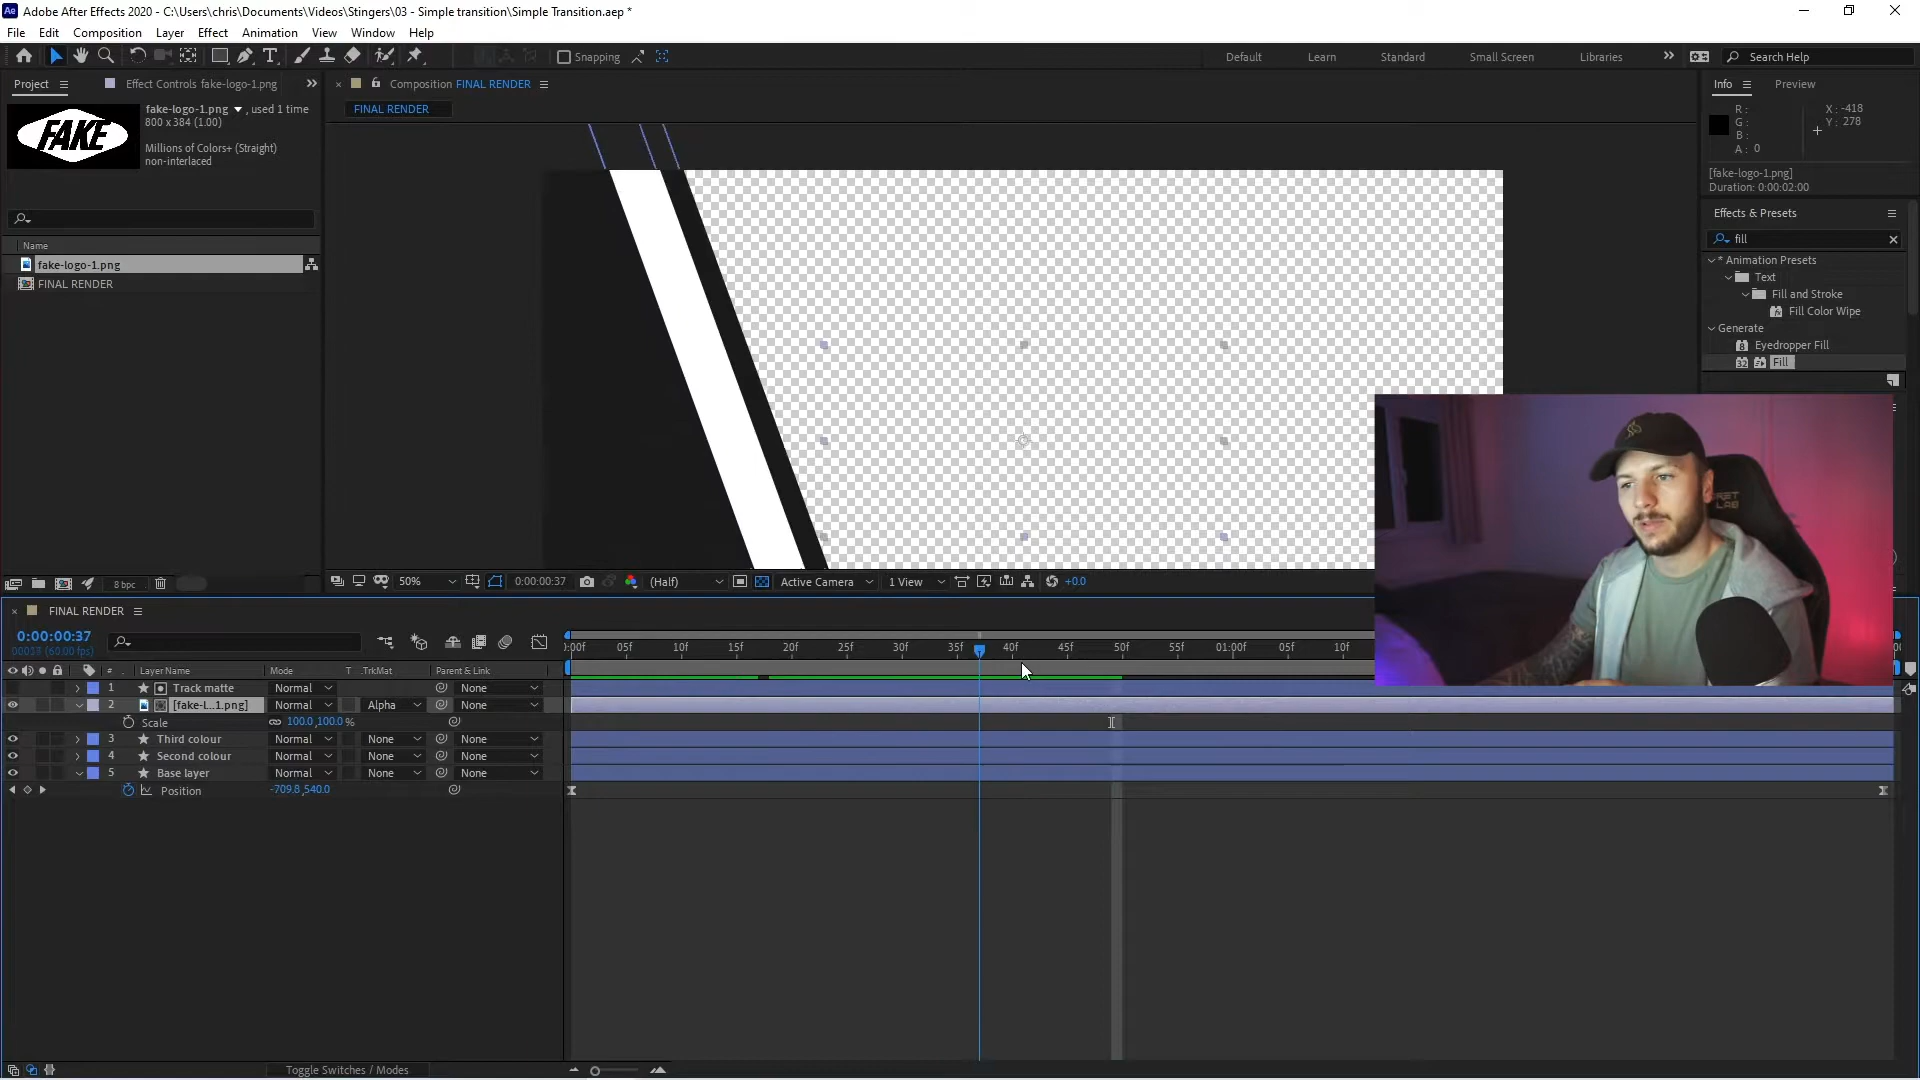 Adobe After Effects 2020 - C:\Users\chris\Documents\Videos\Stingers\03 - Simple transition\Simple Transition.aep *
File Edit Composition Layer Effect Animation View Window Help
Snapping
Default Learn Standard Small Screen Libraries Search Help
Project Effect Controls fake-logo-1.png
Composition FINAL RENDER
Info Preview
FINAL RENDER
FAKE
fake-logo-1.png , used 1 time
800 x 384 (1.00)
Millions of Colors+ (Straight)
non-interlaced
R :
G :
B :
A : 0
X : -418
Y : 278
[fake-logo-1.png]
Duration: 0:00:02:00
Effects & Presets
fill
* Animation Presets
Text
Fill and Stroke
Fill Color Wipe
Generate
Eyedropper Fill
Fill
Name
fake-logo-1.png
FINAL RENDER
8 bpc
50% 0:00:00:37 (Half) Active Camera 1 View +0.0
FINAL RENDER
0:00:00:37
(60.00 fps)
:00f 05f 10f 15f 20f 25f 30f 35f 40f 45f 50f 55f 01:00f 05f 10f
# Layer Name Mode T .TrkMat Parent & Link
1 Track matte Normal None
2 [fake-l...1.png] Normal Alpha None
Scale 100.0,100.0%
3 Third colour Normal None None
4 Second colour Normal None None
5 Base layer Normal None None
Position -709.8,540.0
Toggle Switches / Modes